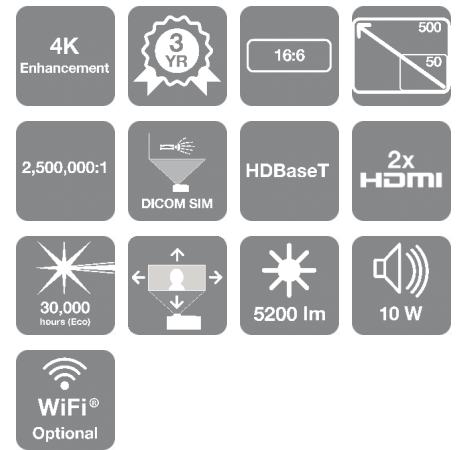 4K
Enhancement
3
YR
16:6
500
50
2,500,000:1
DICOM SIM
HDBaseT
2x
HDMI
30,000
hours (Eco)
5200 lm
10 W
WiFi®
Optional